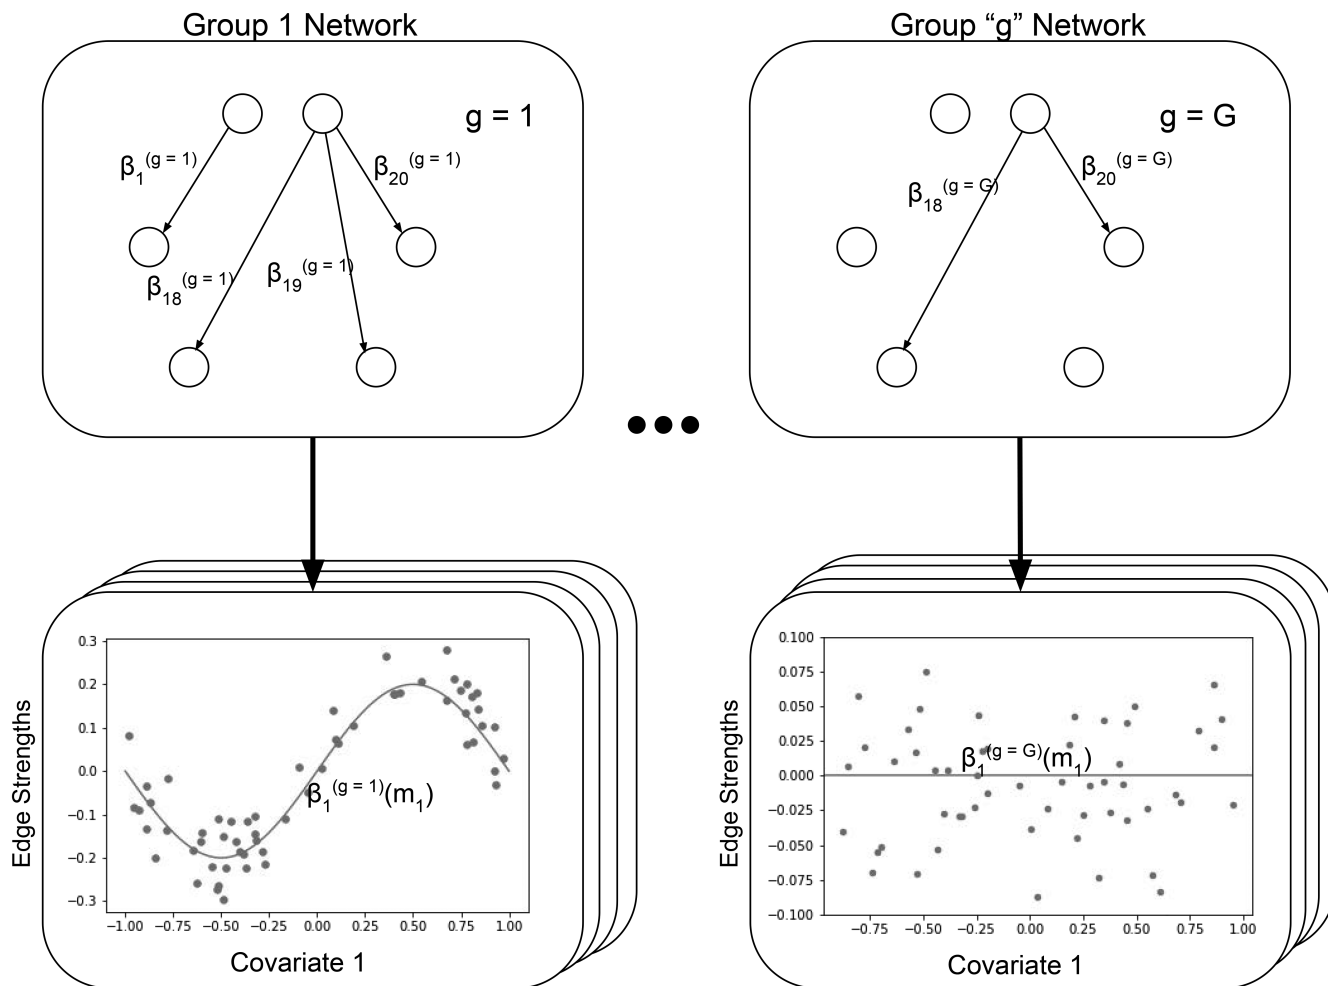 Group 1 Network
g = 1
β₁⁽ᵍ ⁼ ¹⁾
β₂₀⁽ᵍ ⁼ ¹⁾
β₁₈⁽ᵍ ⁼ ¹⁾
β₁₉⁽ᵍ ⁼ ¹⁾
Group “g” Network
g = G
β₁₈⁽ᵍ ⁼ ᴳ⁾
β₂₀⁽ᵍ ⁼ ᴳ⁾
•••
Edge Strengths
0.3
0.2
0.1
0.0
−0.1
−0.2
−0.3
β₁⁽ᵍ ⁼ ¹⁾(m₁)
−1.00 −0.75 −0.50 −0.25 0.00 0.25 0.50 0.75 1.00
Covariate 1
Edge Strengths
0.100
0.075
0.050
0.025
0.000
−0.025
−0.050
−0.075
−0.100
β₁⁽ᵍ ⁼ ᴳ⁾(m₁)
−0.75 −0.50 −0.25 0.00 0.25 0.50 0.75 1.00
Covariate 1